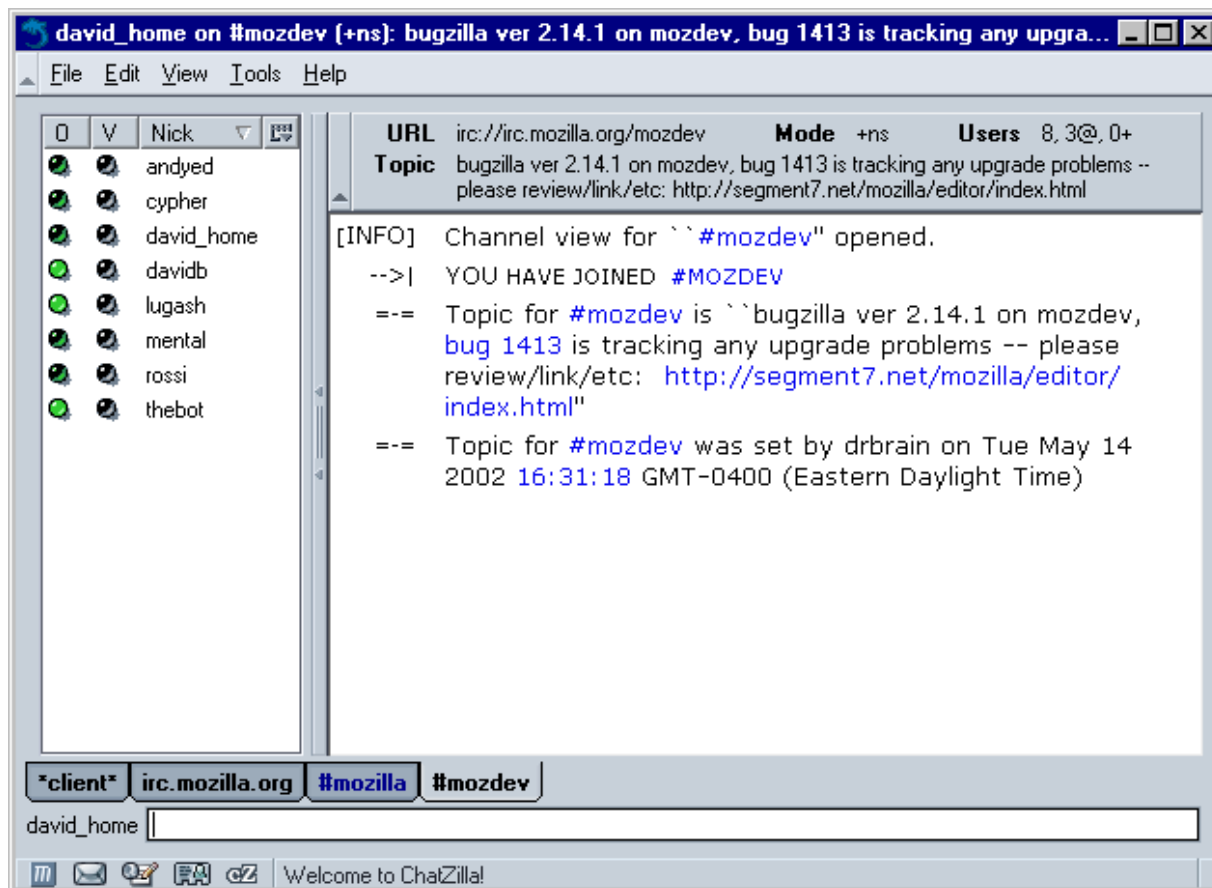 david_home on #mozdev (+ns): bugzilla ver 2.14.1 on mozdev, bug 1413 is tracking any upgra...
File Edit View Tools Help
O V Nick
andyed
cypher
david_home
davidb
lugash
mental
rossi
thebot
URL irc://irc.mozilla.org/mozdev Mode +ns Users 8, 3@, 0+
Topic bugzilla ver 2.14.1 on mozdev, bug 1413 is tracking any upgrade problems --
please review/link/etc: http://segment7.net/mozilla/editor/index.html
[INFO] Channel view for ``#mozdev" opened.
-->| YOU HAVE JOINED #MOZDEV
=-= Topic for #mozdev is ``bugzilla ver 2.14.1 on mozdev,
bug 1413 is tracking any upgrade problems -- please
review/link/etc: http://segment7.net/mozilla/editor/
index.html"
=-= Topic for #mozdev was set by drbrain on Tue May 14
2002 16:31:18 GMT-0400 (Eastern Daylight Time)
*client* irc.mozilla.org #mozilla #mozdev
david_home
m cZ Welcome to ChatZilla!